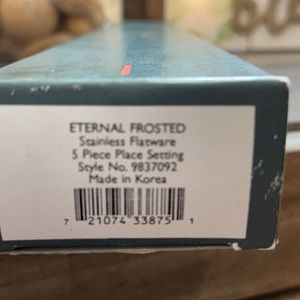 ETERNAL FROSTED
Stainless Flatware
5 Piece Place Setting
Style No. 9837092
Made in Korea
7 21074 33875 1